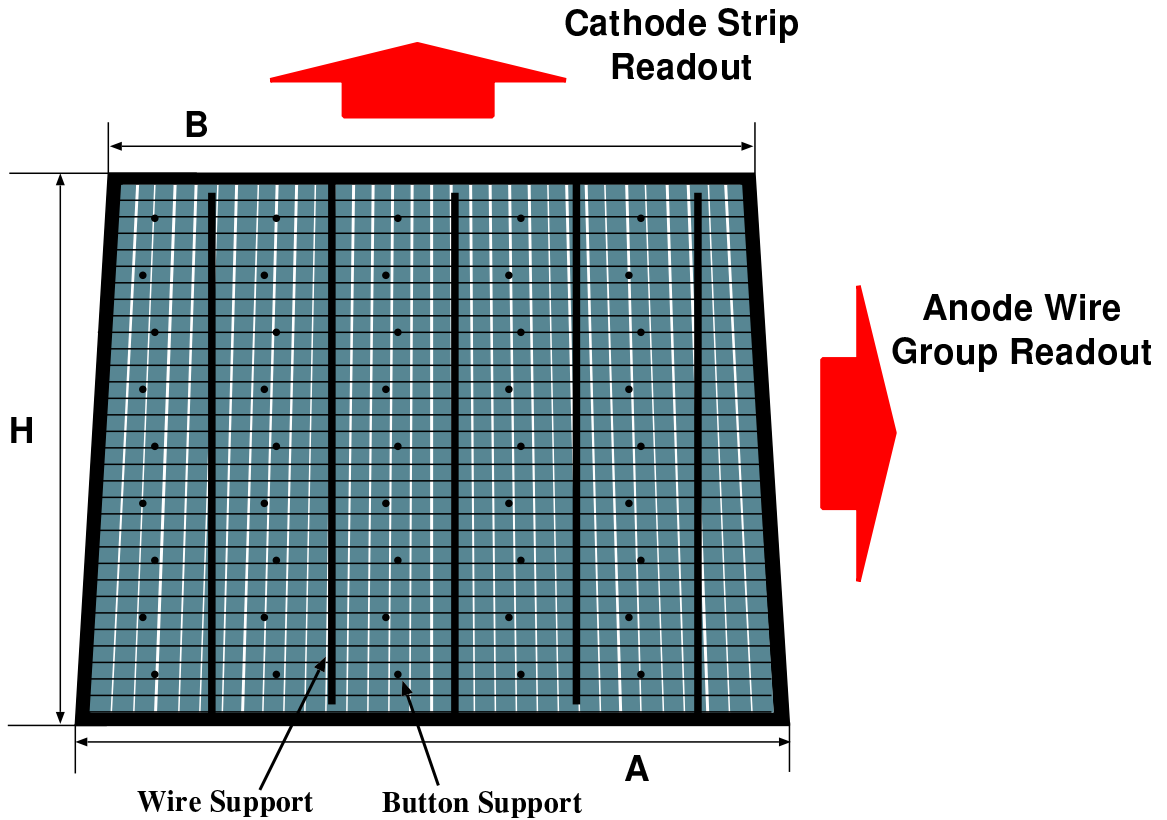 Cathode Strip
Readout
B
Anode Wire
Group Readout
H
A
Wire Support
Button Support